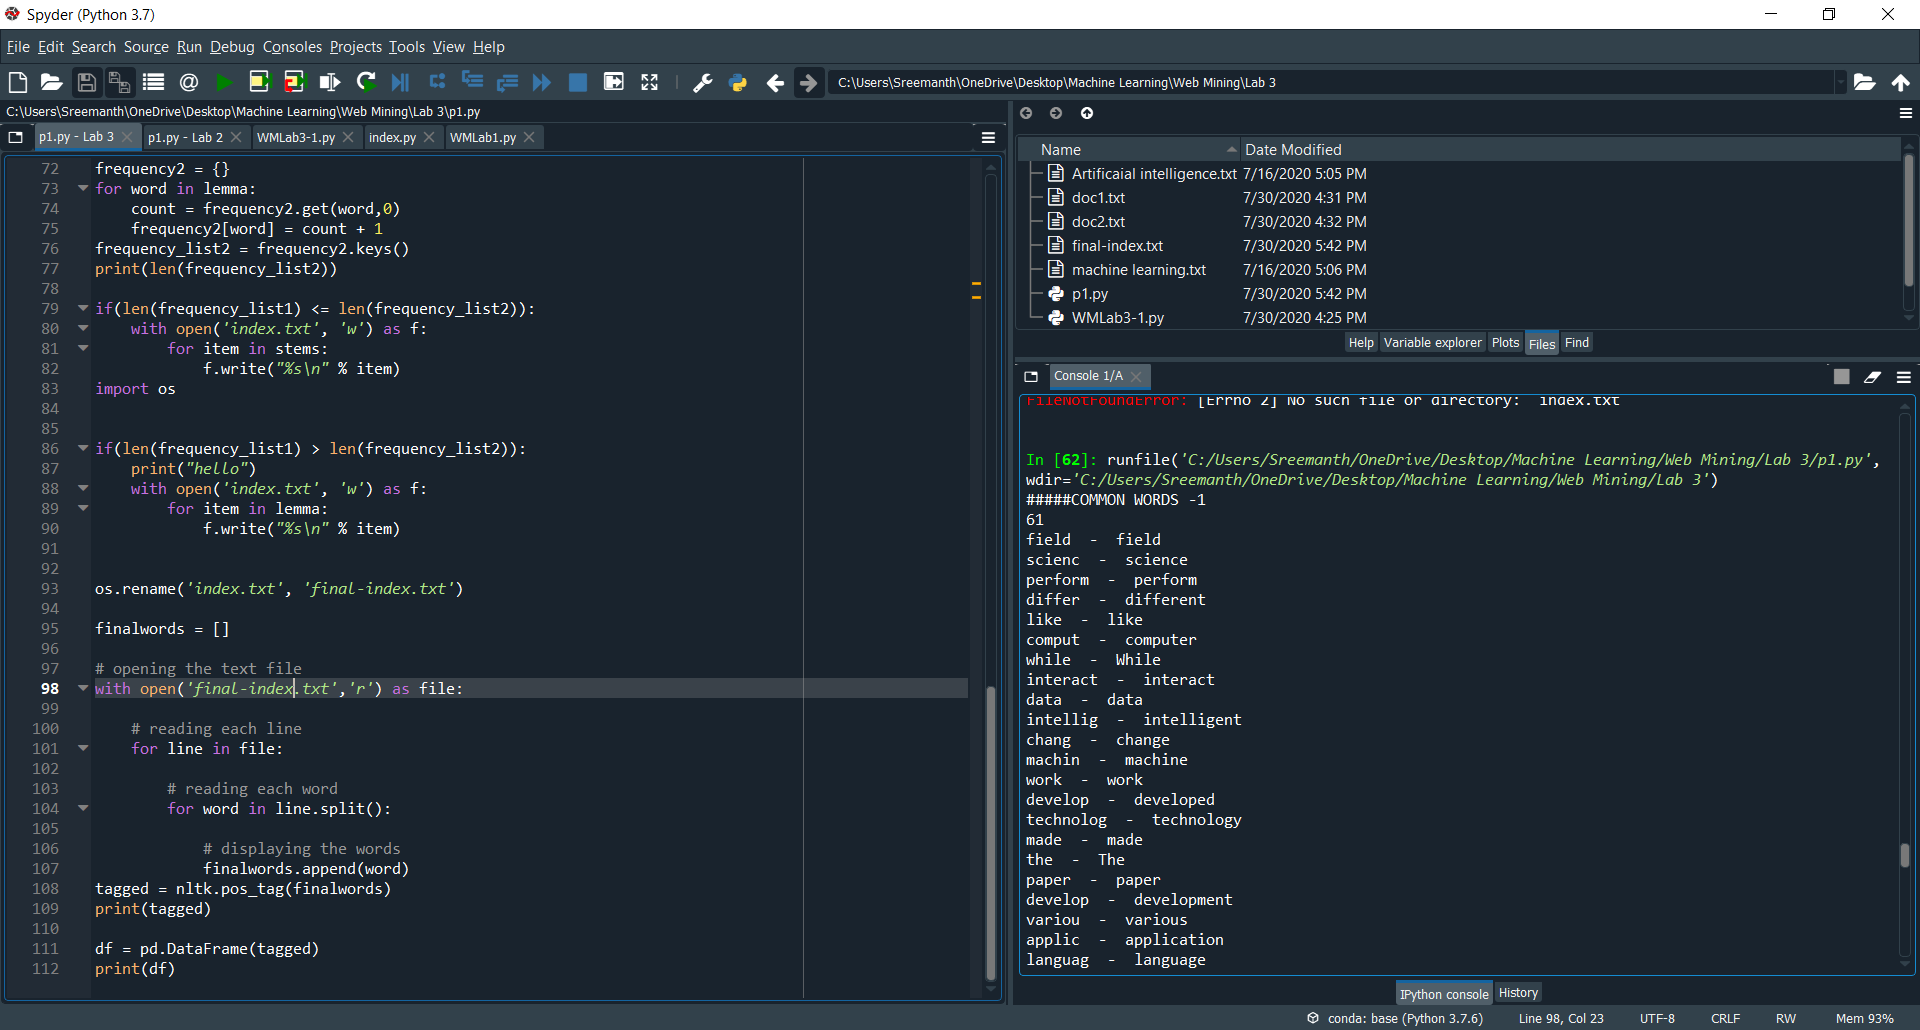 Spyder (Python 3.7)
File Edit Search Source Run Debug Consoles Projects Tools View Help
C:\Users\Sreemanth\OneDrive\Desktop\Machine Learning\Web Mining\Lab 3
C:\Users\Sreemanth\OneDrive\Desktop\Machine Learning\Web Mining\Lab 3\p1.py
p1.py - Lab 3 p1.py - Lab 2 WMLab3-1.py index.py WMLab1.py
72 frequency2 = {}
73 for word in lemma:
74     count = frequency2.get(word,0)
75     frequency2[word] = count + 1
76 frequency_list2 = frequency2.keys()
77 print(len(frequency_list2))
78
79 if(len(frequency_list1) <= len(frequency_list2)):
80     with open('index.txt', 'w') as f:
81         for item in stems:
82             f.write("%s\n" % item)
83 import os
84
85
86 if(len(frequency_list1) > len(frequency_list2)):
87     print("hello")
88     with open('index.txt', 'w') as f:
89         for item in lemma:
90             f.write("%s\n" % item)
91
92
93 os.rename('index.txt', 'final-index.txt')
94
95 finalwords = []
96
97 # opening the text file
98 with open('final-index.txt','r') as file:
99
100     # reading each line
101     for line in file:
102
103         # reading each word
104         for word in line.split():
105
106             # displaying the words
107             finalwords.append(word)
108 tagged = nltk.pos_tag(finalwords)
109 print(tagged)
110
111 df = pd.DataFrame(tagged)
112 print(df)
Name Date Modified
Artificaial intelligence.txt 7/16/2020 5:05 PM
doc1.txt 7/30/2020 4:31 PM
doc2.txt 7/30/2020 4:32 PM
final-index.txt 7/30/2020 5:42 PM
machine learning.txt 7/16/2020 5:06 PM
p1.py 7/30/2020 5:42 PM
WMLab3-1.py 7/30/2020 4:25 PM
Help Variable explorer Plots Files Find
Console 1/A
FileNotFoundError: [Errno 2] No such file or directory: 'index.txt'
In [62]: runfile('C:/Users/Sreemanth/OneDrive/Desktop/Machine Learning/Web Mining/Lab 3/p1.py',
wdir='C:/Users/Sreemanth/OneDrive/Desktop/Machine Learning/Web Mining/Lab 3')
#####COMMON WORDS -1
61
field - field
scienc - science
perform - perform
differ - different
like - like
comput - computer
while - While
interact - interact
data - data
intellig - intelligent
chang - change
machin - machine
work - work
develop - developed
technolog - technology
made - made
the - The
paper - paper
develop - development
variou - various
applic - application
languag - language
IPython console History
conda: base (Python 3.7.6) Line 98, Col 23 UTF-8 CRLF RW Mem 93%